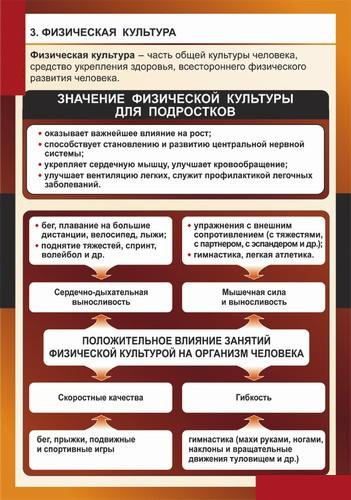 3. ФИЗИЧЕСКАЯ КУЛЬТУРА
Физическая культура – часть общей культуры человека,
средство укрепления здоровья, всестороннего физического
развития человека.
ЗНАЧЕНИЕ ФИЗИЧЕСКОЙ КУЛЬТУРЫ
ДЛЯ ПОДРОСТКОВ
• оказывает важнейшее влияние на рост;
• способствует становлению и развитию центральной нервной
системы;
• укрепляет сердечную мышцу, улучшает кровообращение;
• улучшает вентиляцию легких, служит профилактикой легочных
заболеваний.
• бег, плавание на большие
дистанции, велосипед, лыжи;
• поднятие тяжестей, спринт,
волейбол и др.
• упражнения с внешним
сопротивлением (с тяжестями,
с партнером, с эспандером и др.);
• гимнастика, легкая атлетика.
Сердечно-дыхательная
выносливость
Мышечная сила
и выносливость
ПОЛОЖИТЕЛЬНОЕ ВЛИЯНИЕ ЗАНЯТИЙ
ФИЗИЧЕСКОЙ КУЛЬТУРОЙ НА ОРГАНИЗМ ЧЕЛОВЕКА
Скоростные качества
Гибкость
бег, прыжки, подвижные
и спортивные игры
гимнастика (махи руками, ногами,
наклоны и вращательные
движения туловищем и др.)